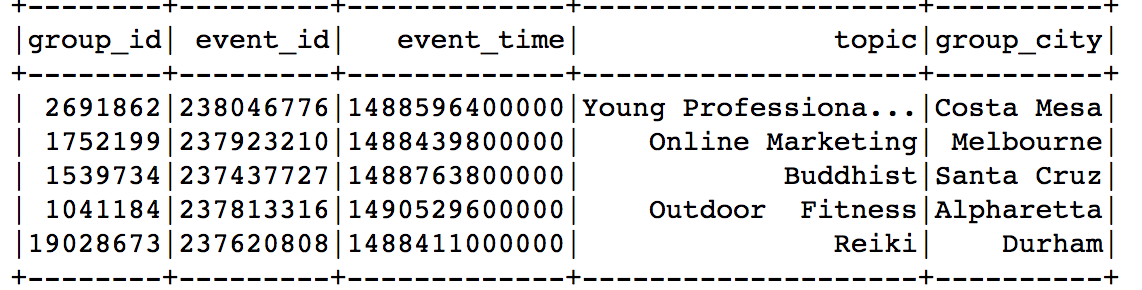 +--------+---------+-------------+--------------------+----------+
|group_id| event_id|   event_time|               topic|group_city|
+--------+---------+-------------+--------------------+----------+
| 2691862|238046776|1488596400000|Young Professiona...|Costa Mesa|
| 1752199|237923210|1488439800000|    Online Marketing| Melbourne|
| 1539734|237437727|1488763800000|            Buddhist|Santa Cruz|
| 1041184|237813316|1490529600000|    Outdoor  Fitness|Alpharetta|
|19028673|237620808|1488411000000|               Reiki|    Durham|
+--------+---------+-------------+--------------------+----------+